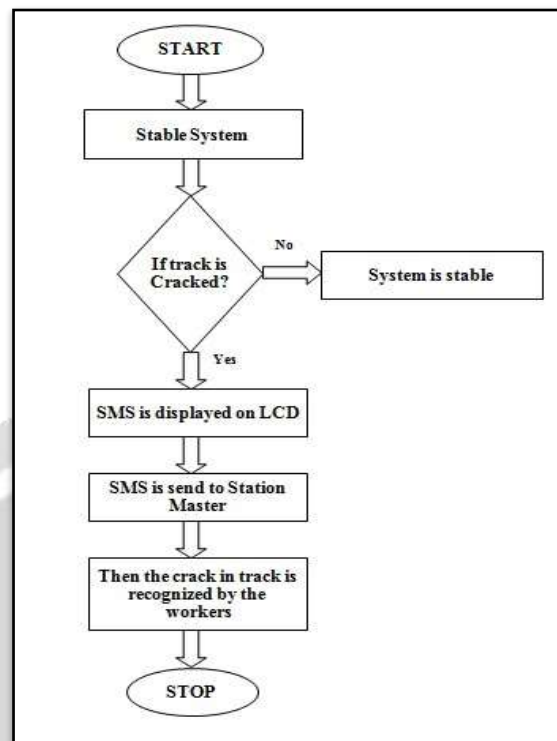 START
Stable System
If track is
Cracked?
No
System is stable
Yes
SMS is displayed on LCD
SMS is send to Station
Master
Then the crack in track is
recognized by the
workers
STOP